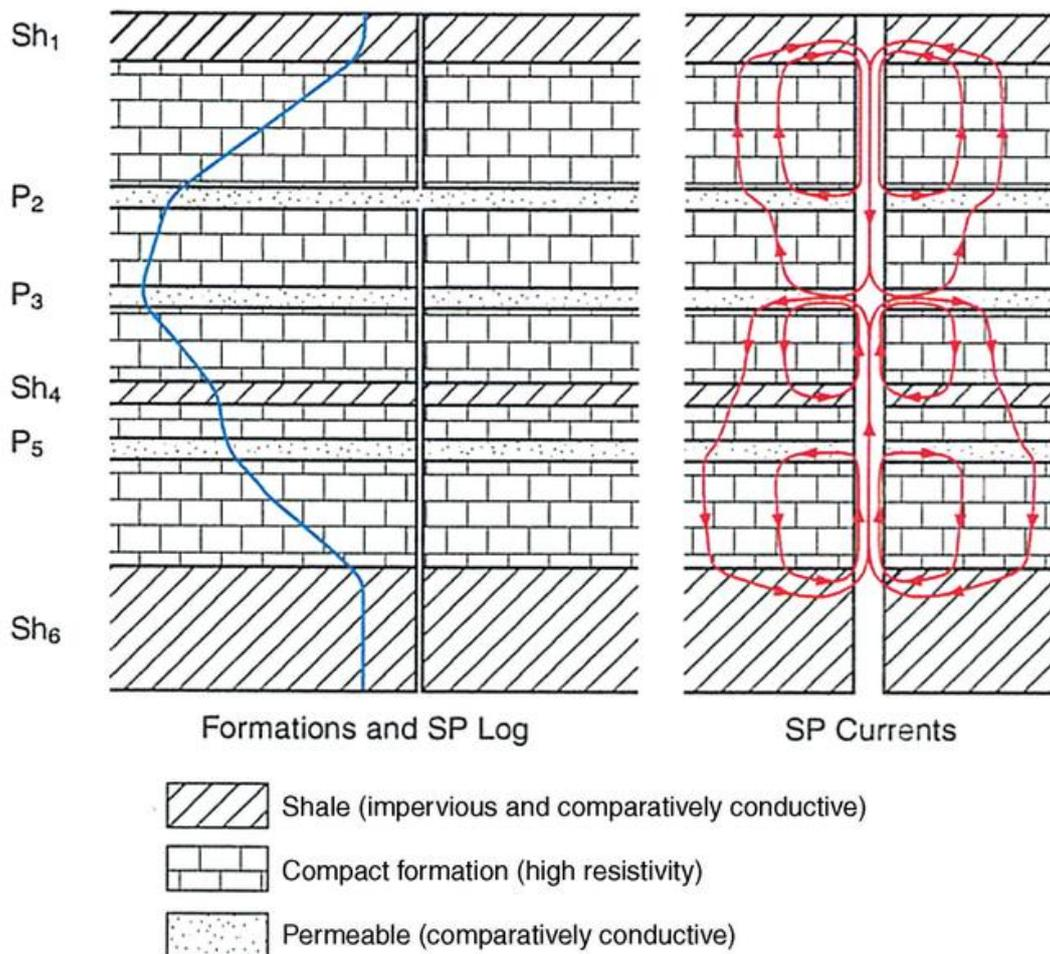 Sh₁
P₂
P₃
Sh₄
P₅
Sh₆
Formations and SP Log
SP Currents
Shale (impervious and comparatively conductive)
Compact formation (high resistivity)
Permeable (comparatively conductive)